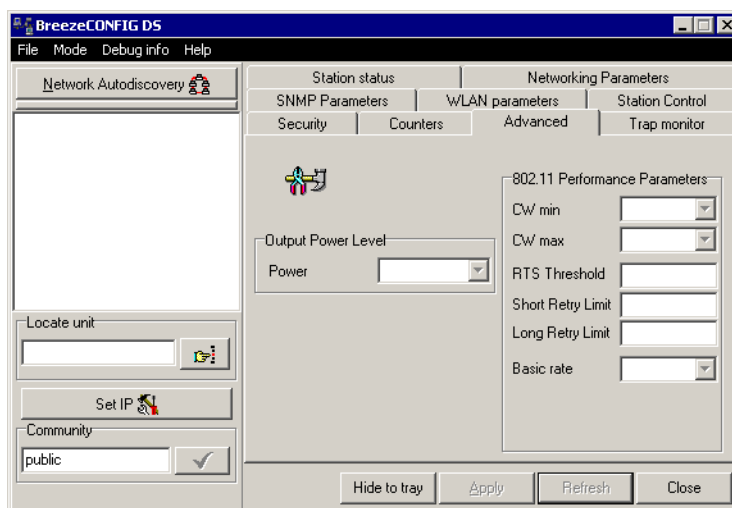 BreezeCONFIG DS
File Mode Debug info Help
Network Autodiscovery
Station status Networking Parameters
SNMP Parameters WLAN parameters Station Control
Security Counters Advanced Trap monitor
802.11 Performance Parameters
CW min
Output Power Level
CW max
Power
RTS Threshold
Short Retry Limit
Long Retry Limit
Basic rate
Locate unit
Set IP
Community
public
Hide to tray Apply Refresh Close